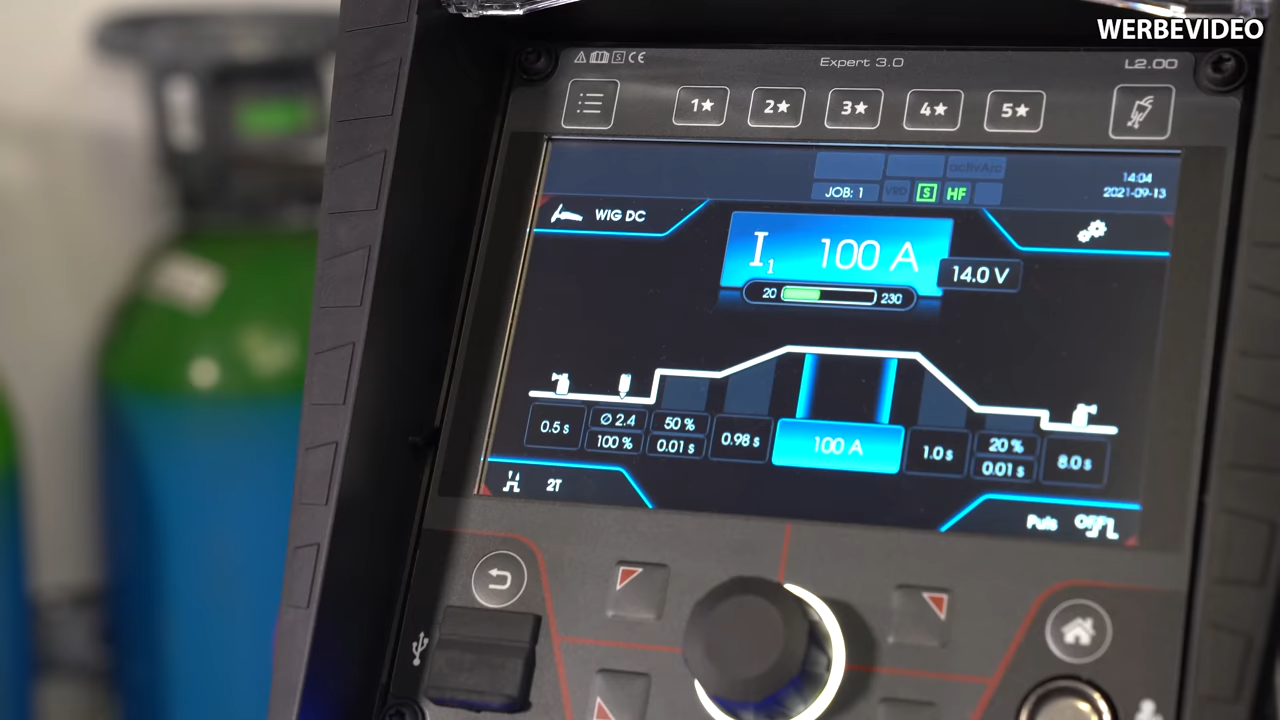 WERBEVIDEO
Expert 3.0
L2.00
1★ 2★ 3★ 4★ 5★
activArc
JOB: 1 VRD S HF
14:04
2021-09-13
WIG DC
I1 100 A
14.0 V
20 230
0.5 s
Ø 2.4
100 %
50 %
0.01 s
0.98 s
100 A
1.0 s
20 %
0.01 s
8.0 s
2T
Puls OFF